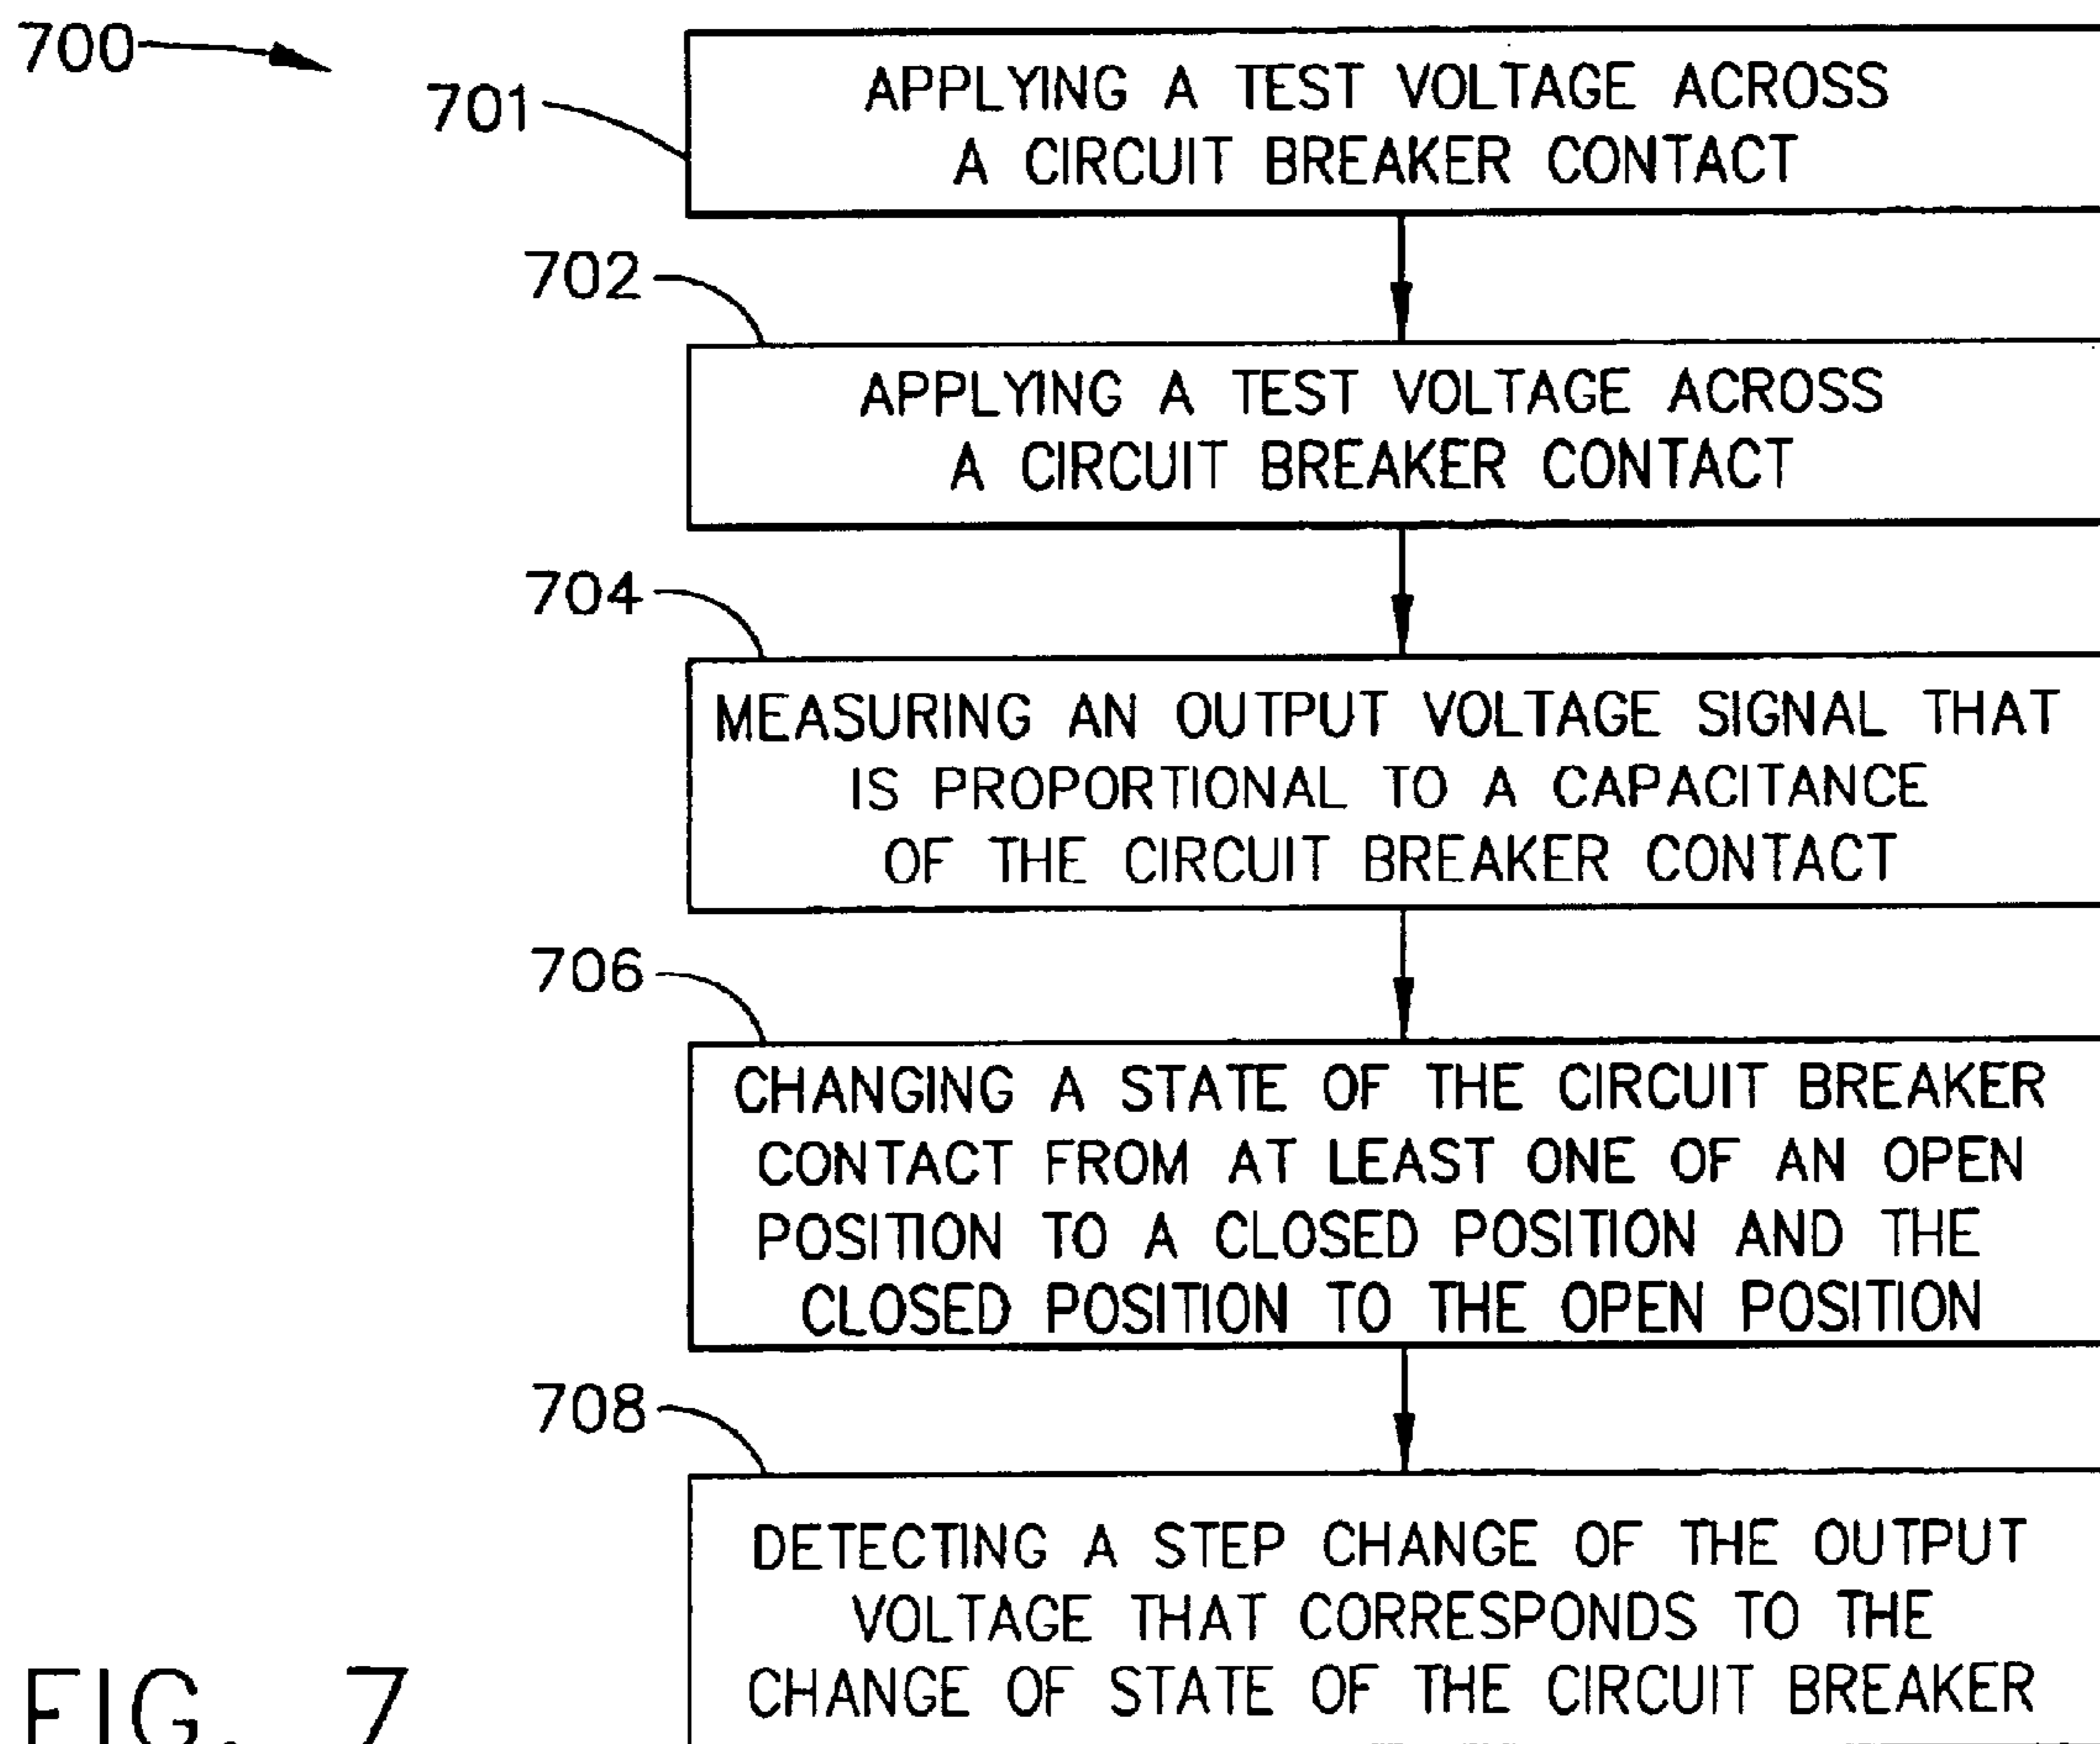 700
701
APPLYING A TEST VOLTAGE ACROSS
A CIRCUIT BREAKER CONTACT
702
APPLYING A TEST VOLTAGE ACROSS
A CIRCUIT BREAKER CONTACT
704
MEASURING AN OUTPUT VOLTAGE SIGNAL THAT
IS PROPORTIONAL TO A CAPACITANCE
OF THE CIRCUIT BREAKER CONTACT
706
CHANGING A STATE OF THE CIRCUIT BREAKER
CONTACT FROM AT LEAST ONE OF AN OPEN
POSITION TO A CLOSED POSITION AND THE
CLOSED POSITION TO THE OPEN POSITION
708
DETECTING A STEP CHANGE OF THE OUTPUT
VOLTAGE THAT CORRESPONDS TO THE
CHANGE OF STATE OF THE CIRCUIT BREAKER
FIG. 7